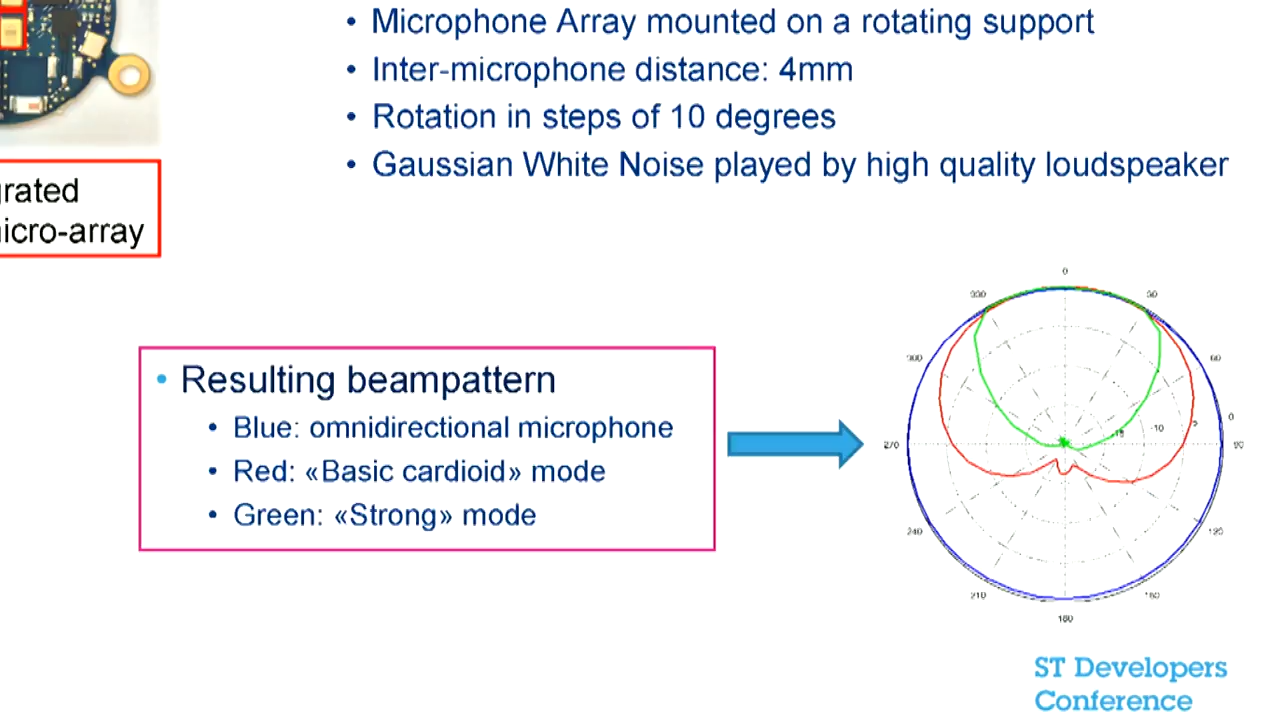 • Microphone Array mounted on a rotating support
• Inter-microphone distance: 4mm
• Rotation in steps of 10 degrees
• Gaussian White Noise played by high quality loudspeaker
grated
icro-array
• Resulting beampattern
• Blue: omnidirectional microphone
• Red: «Basic cardioid» mode
• Green: «Strong» mode
0
330
30
300
60
0
-10
270
90
240
120
210
180
ST Developers
Conference